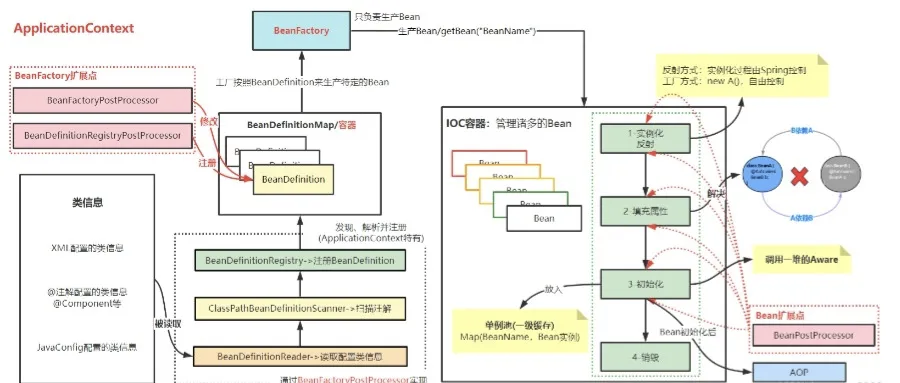 ApplicationContext
只负责生产Bean
BeanFactory
生产Bean/getBean("BeanName")
BeanFactory扩展点
BeanFactoryPostProcessor
BeanDefinitionRegistryPostProcessor
修改
注册
工厂按照BeanDefinition来生产特定的Bean
BeanDefinitionMap/容器
BeanDefinition
反射方式：实例化过程由Spring控制
工厂方式：new A()，自由控制
IOC容器：管理诸多的Bean
Bean
1-实例化
反射
2-填充属性
解决
B依赖A
A依赖B
类信息
XML配置的类信息
@注解配置的类信息
@Component等
JavaConfig配置的类信息
被读取
发现、解析并注册
(ApplicationContext特有)
BeanDefinitionRegistry->注册BeanDefinition
ClassPathBeanDefinitionScanner->扫描注解
BeanDefinitionReader->读取配置类信息
通过BeanFactoryPostProcessor实现
3-初始化
调用一堆的Aware
放入
单例池(一级缓存)
Map(BeanName，Bean实例)
Bean初始化后
Bean扩展点
BeanPostProcessor
4-销毁
AOP